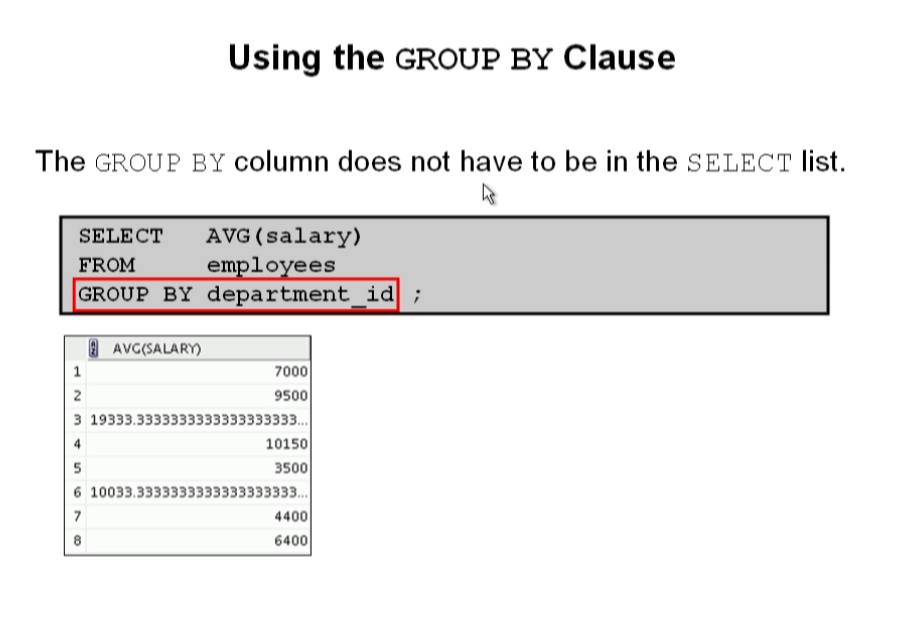 Using the GROUP BY Clause
The GROUP BY column does not have to be in the SELECT list.
SELECT AVG(salary)
FROM employees
GROUP BY department_id ;
AVG(SALARY)
1 7000
2 9500
3 19333.3333333333333333333...
4 10150
5 3500
6 10033.3333333333333333333...
7 4400
8 6400